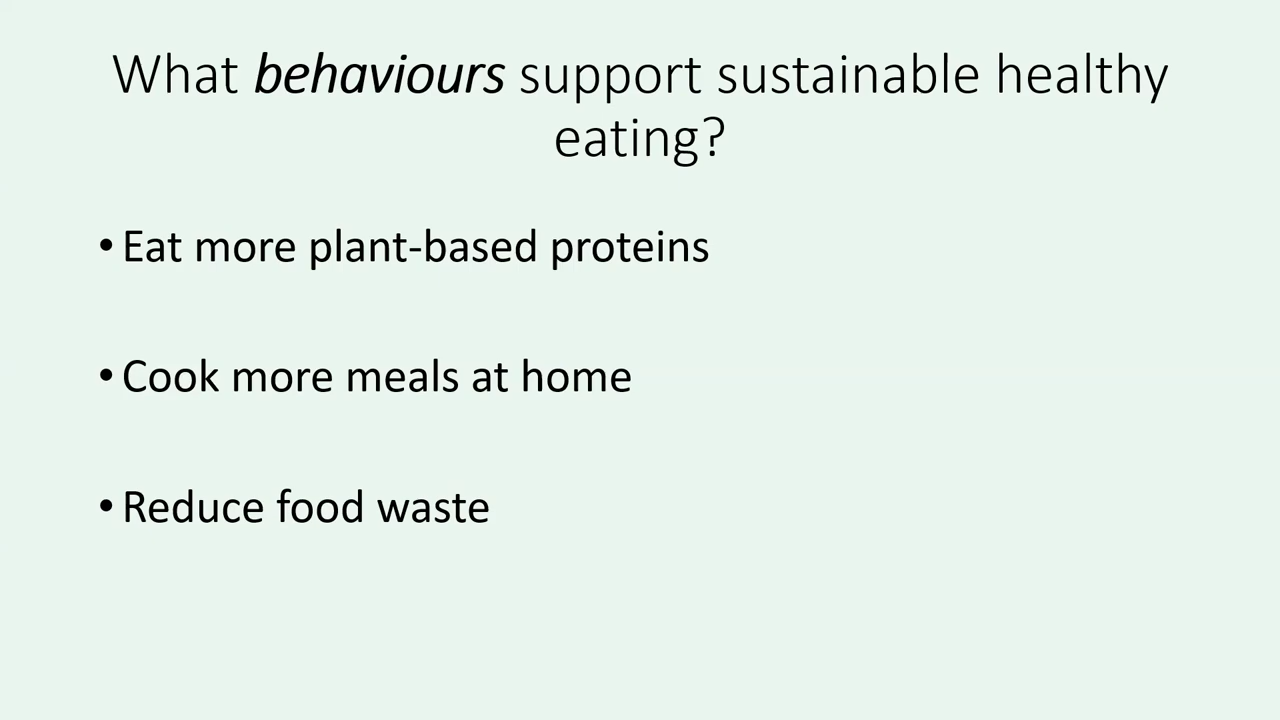 What behaviours support sustainable healthy
eating?
•Eat more plant-based proteins
•Cook more meals at home
•Reduce food waste